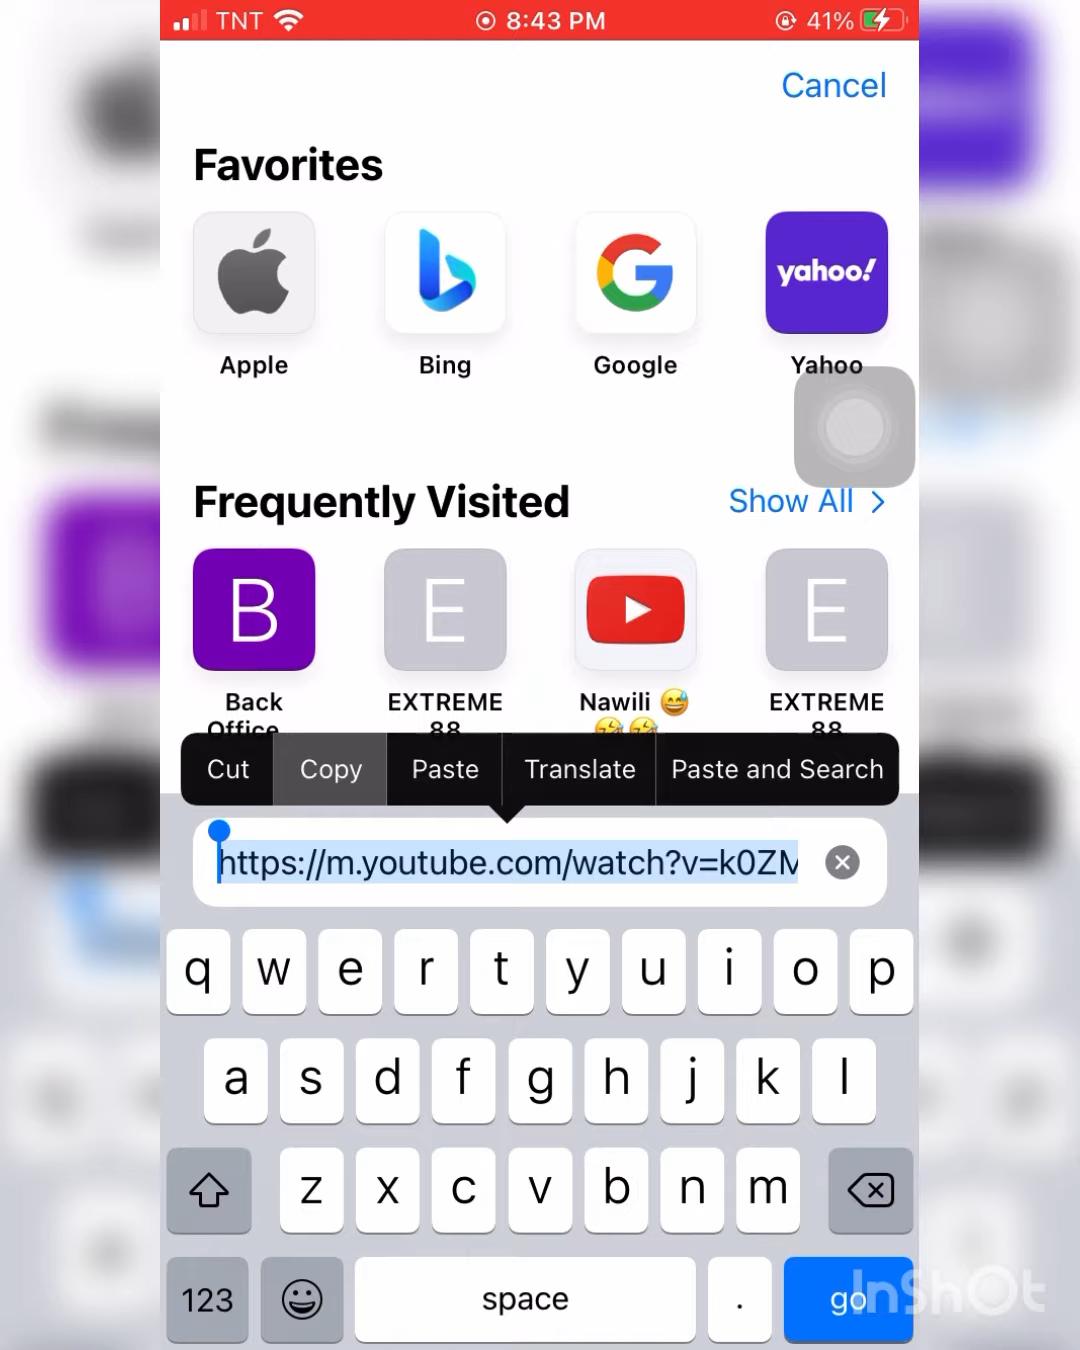 TNT 8:43 PM 41%
Cancel
Favorites
yahoo!
Apple Bing Google Yahoo
Frequently Visited Show All >
B E E
Back Office EXTREME 88 Nawili 😅🤣🤣 EXTREME 88
Cut Copy Paste Translate Paste and Search
https://m.youtube.com/watch?v=k0ZM
q w e r t y u i o p
a s d f g h j k l
z x c v b n m
123 space . go
InShOt